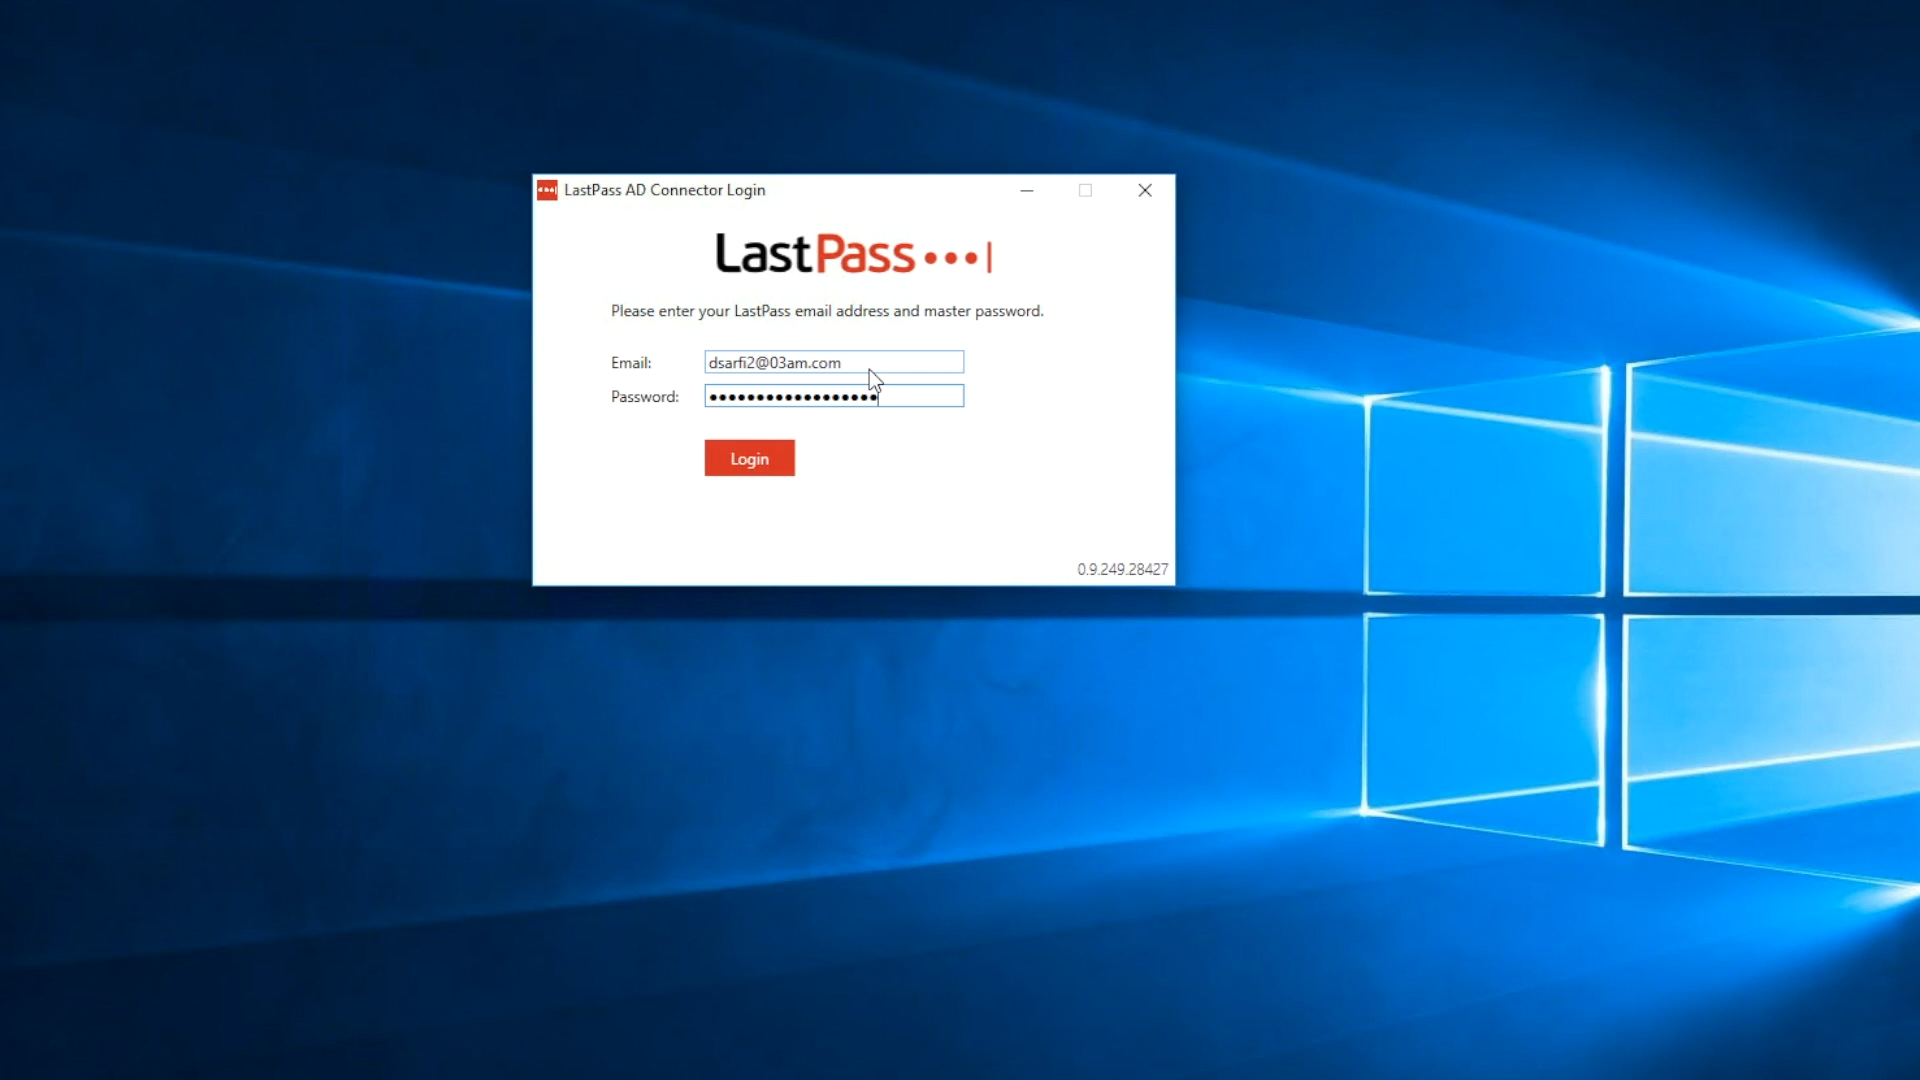 LastPass AD Connector Login
LastPass
Please enter your LastPass email address and master password.
Email: dsarfi2@03am.com
Password: ••••••••••••••••••
Login
0.9.249.28427